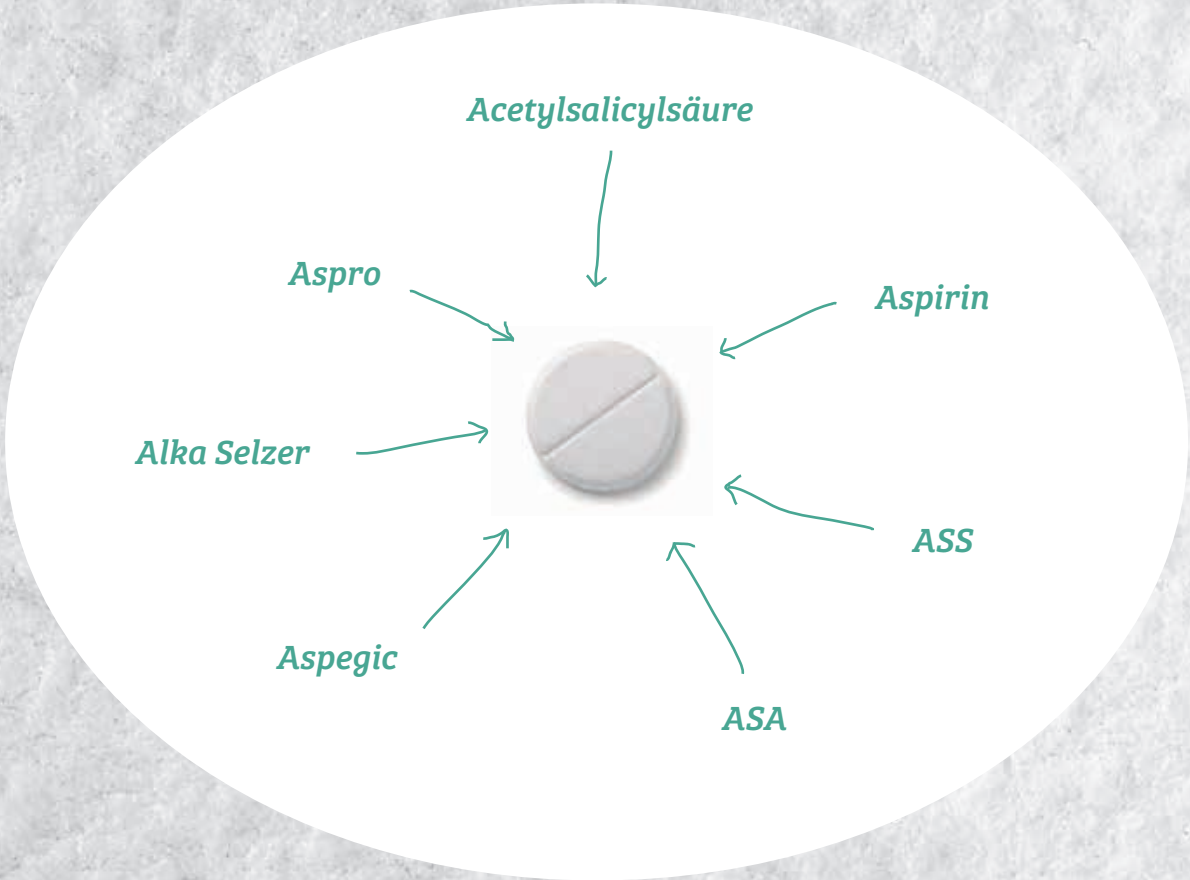 Acetylsalicylsäure
Aspro
Aspirin
Alka Selzer
ASS
Aspegic
ASA